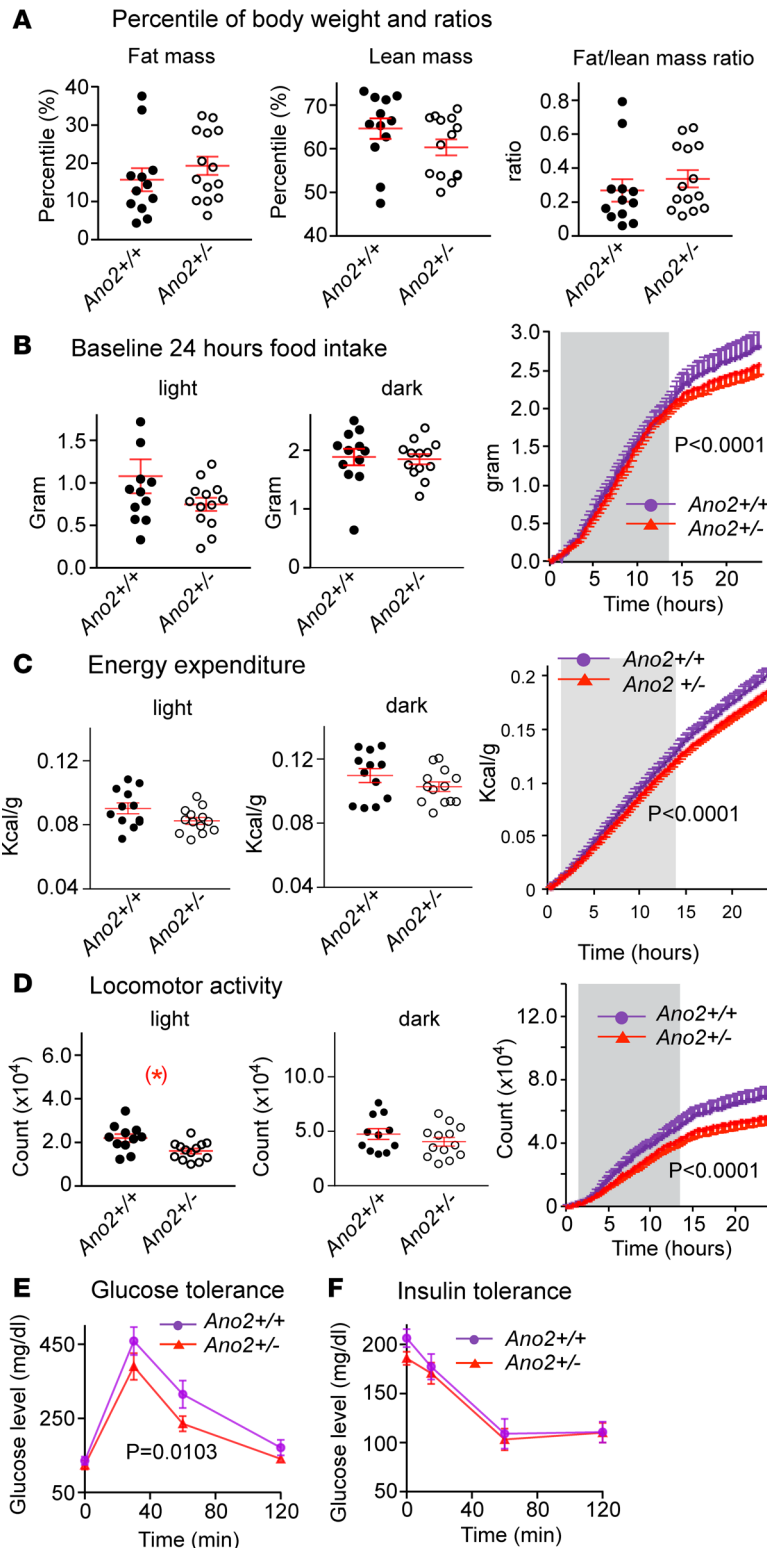 A Percentile of body weight and ratios
Fat mass
Percentile (%)
40
30
20
10
0
Ano2+/+
Ano2+/-
Lean mass
Percentile (%)
70
60
50
40
Ano2+/+
Ano2+/-
Fat/lean mass ratio
ratio
0.8
0.6
0.4
0.2
0
Ano2+/+
Ano2+/-
B Baseline 24 hours food intake
light
Gram
1.5
1.0
0.5
0.0
Ano2+/+
Ano2+/-
dark
Gram
2
1
0
Ano2+/+
Ano2+/-
gram
3.0
2.5
2.0
1.5
1.0
0.5
0.0
P<0.0001
Ano2+/+
Ano2+/-
0 5 10 15 20
Time (hours)
C Energy expenditure
light
Kcal/g
0.12
0.08
0.04
Ano2+/+
Ano2+/-
dark
Kcal/g
0.12
0.08
0.04
Ano2+/+
Ano2+/-
Ano2+/+
Ano2 +/-
Kcal/g
0.2
0.15
0.1
0.05
0
P<0.0001
0 5 10 15 20
Time (hours)
D Locomotor activity
light
Count (x10⁴)
6.0
4.0
2.0
0
(*)
Ano2+/+
Ano2+/-
dark
Count (x10⁴)
10.0
5.0
0
Ano2+/+
Ano2+/-
Count (x10⁴)
12.0
8.0
4.0
0
Ano2+/+
Ano2+/-
P<0.0001
0 5 10 15 20
Time (hours)
E Glucose tolerance
Glucose level (mg/dl)
450
250
50
Ano2+/+
Ano2+/-
P=0.0103
0 40 80 120
Time (min)
F Insulin tolerance
Glucose level (mg/dl)
200
150
100
50
Ano2+/+
Ano2+/-
0 40 80 120
Time (min)